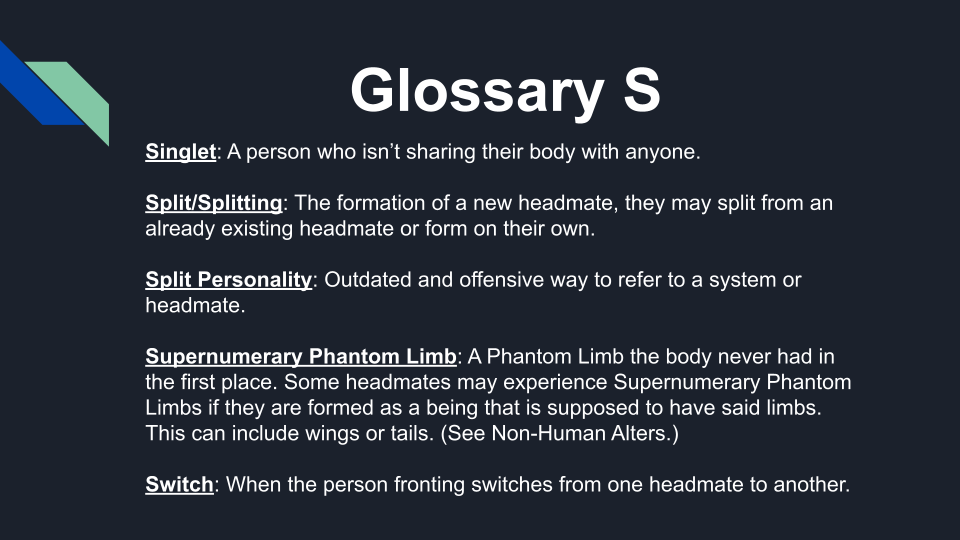 Glossary S
Singlet: A person who isn’t sharing their body with anyone.
Split/Splitting: The formation of a new headmate, they may split from an
already existing headmate or form on their own.
Split Personality: Outdated and offensive way to refer to a system or
headmate.
Supernumerary Phantom Limb: A Phantom Limb the body never had in
the first place. Some headmates may experience Supernumerary Phantom
Limbs if they are formed as a being that is supposed to have said limbs.
This can include wings or tails. (See Non-Human Alters.)
Switch: When the person fronting switches from one headmate to another.